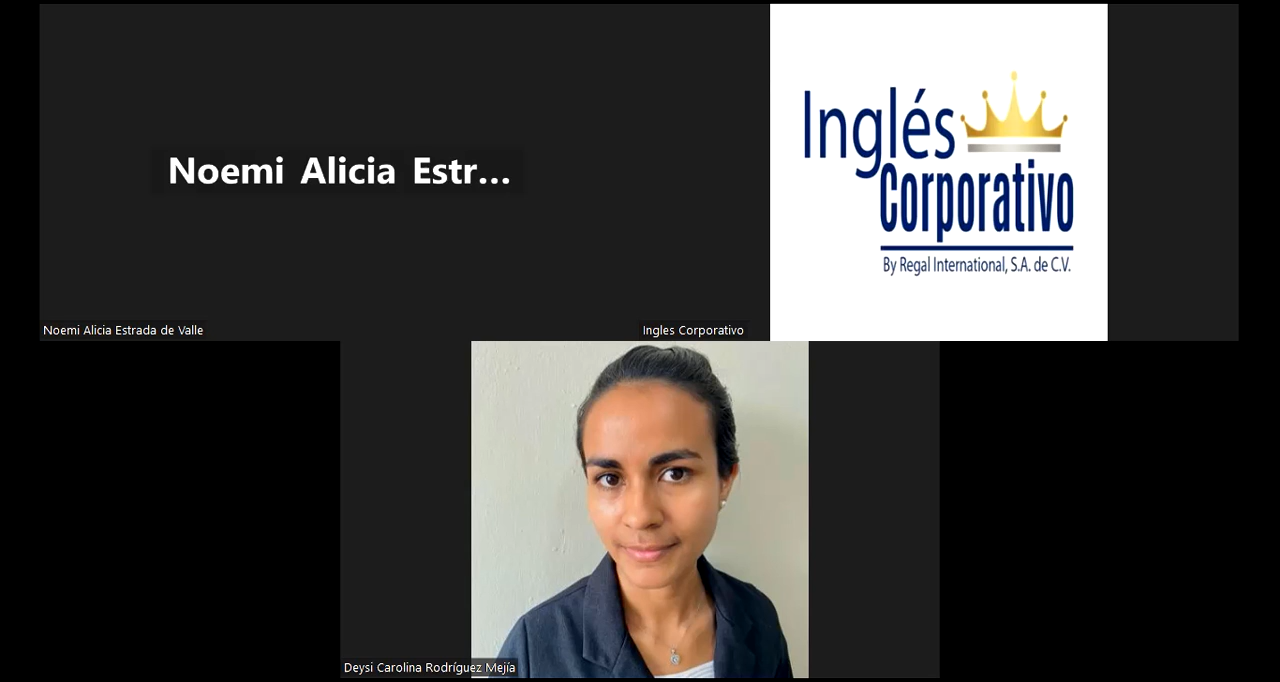 Noemi Alicia Estr...
Noemi Alicia Estrada de Valle
Inglés
Corporativo
By Regal International, S.A. de C.V.
Ingles Corporativo
Deysi Carolina Rodríguez Mejía